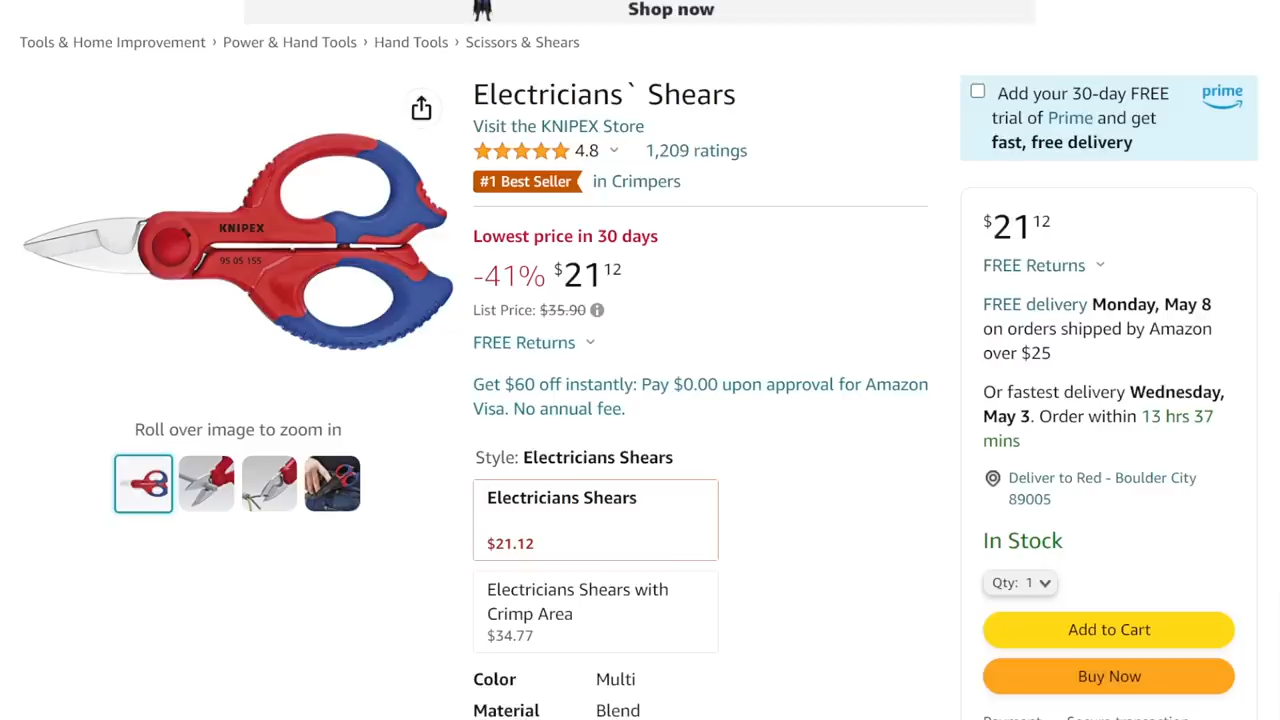 Shop now
Tools & Home Improvement › Power & Hand Tools › Hand Tools › Scissors & Shears
KNIPEX
95 05 155
Roll over image to zoom in
Electricians` Shears
Visit the KNIPEX Store
4.8
1,209 ratings
#1 Best Seller in Crimpers
Lowest price in 30 days
-41% $21 12
List Price: $35.90
FREE Returns
Get $60 off instantly: Pay $0.00 upon approval for Amazon
Visa. No annual fee.
Style: Electricians Shears
Electricians Shears
$21.12
Electricians Shears with
Crimp Area
$34.77
Color Multi
Material Blend
Add your 30-day FREE
trial of Prime and get
fast, free delivery
prime
$21 12
FREE Returns
FREE delivery Monday, May 8
on orders shipped by Amazon
over $25
Or fastest delivery Wednesday,
May 3. Order within 13 hrs 37
mins
Deliver to Red - Boulder City
89005
In Stock
Qty: 1
Add to Cart
Buy Now
Payment Secure transaction